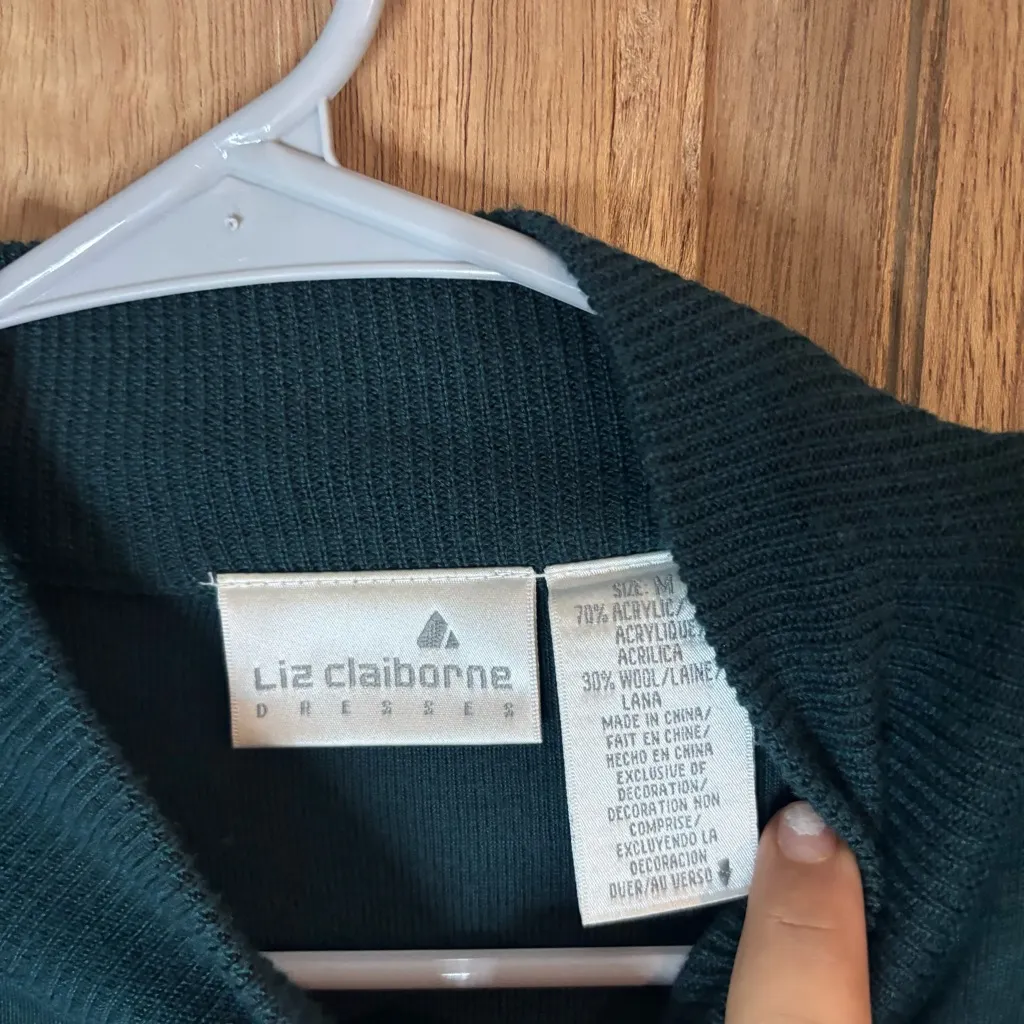 Liz claiborne
DRESSES
SIZE: M
70% ACRYLIC/
ACRYLIQUE/
ACRILICA
30% WOOL/LAINE/
LANA
MADE IN CHINA/
FAIT EN CHINE/
HECHO EN CHINA
EXCLUSIVE OF
DECORATION/
DECORATION NON
COMPRISE/
EXCLUYENDO LA
DECORACION
OVER/AU VERSO